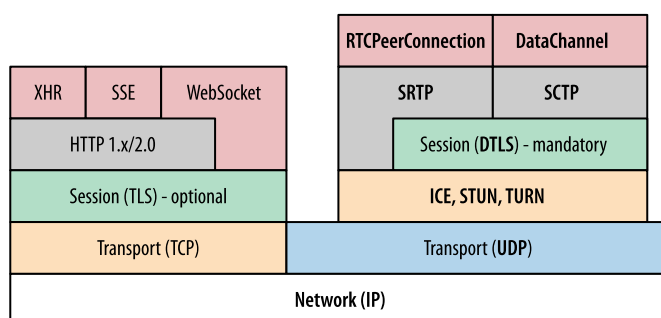 RTCPeerConnection DataChannel
XHR SSE WebSocket SRTP SCTP
HTTP 1.x/2.0 Session (DTLS) - mandatory
Session (TLS) - optional ICE, STUN, TURN
Transport (TCP) Transport (UDP)
Network (IP)